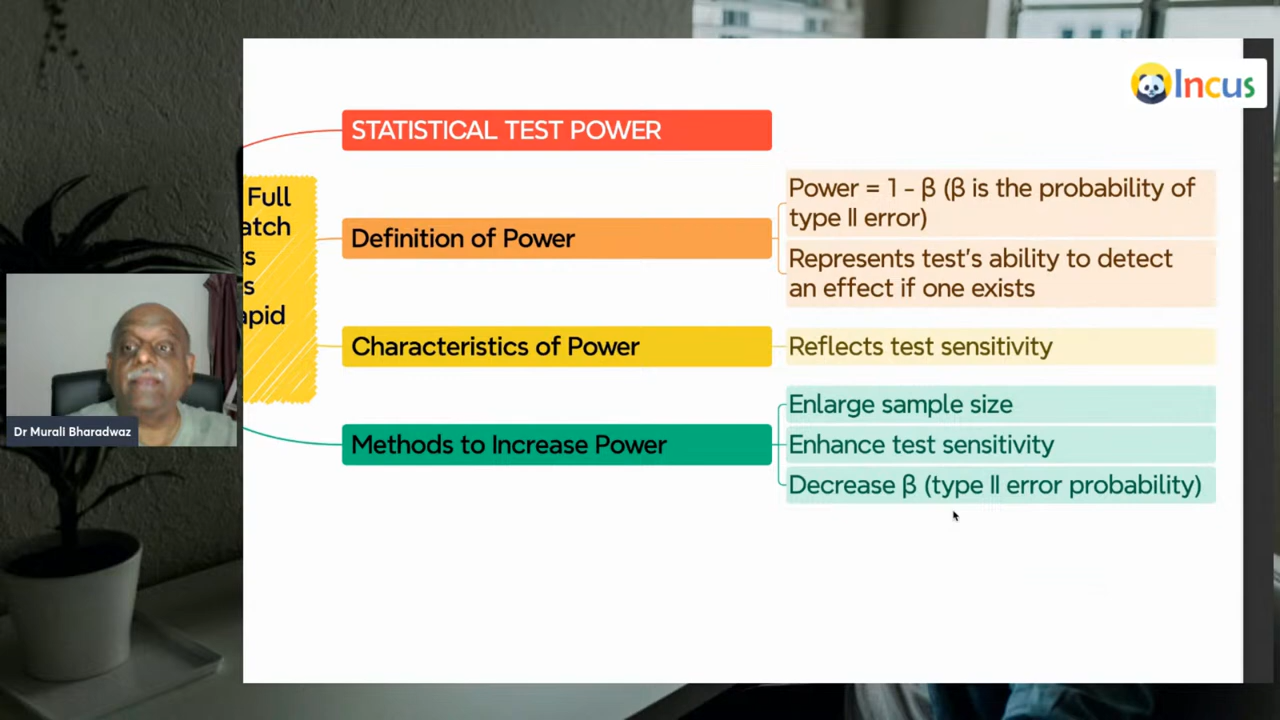 Incus
STATISTICAL TEST POWER
Full
atch
s
s
apid
Definition of Power
Power = 1 - β (β is the probability of
type II error)
Represents test's ability to detect
an effect if one exists
Characteristics of Power
Reflects test sensitivity
Methods to Increase Power
Enlarge sample size
Enhance test sensitivity
Decrease β (type II error probability)
Dr Murali Bharadwaz